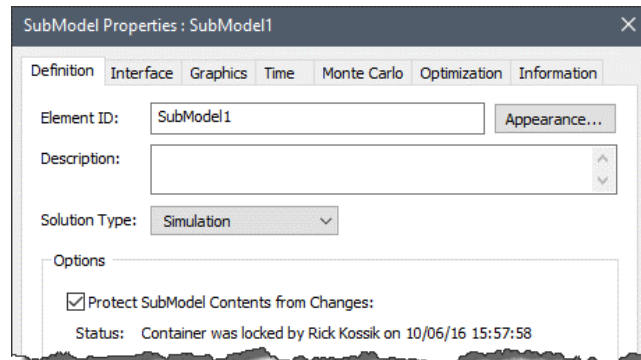 SubModel Properties : SubModel1
Definition Interface Graphics Time Monte Carlo Optimization Information
Element ID: SubModel1 Appearance...
Description:
Solution Type: Simulation
Options
Protect SubModel Contents from Changes:
Status: Container was locked by Rick Kossik on 10/06/16 15:57:58